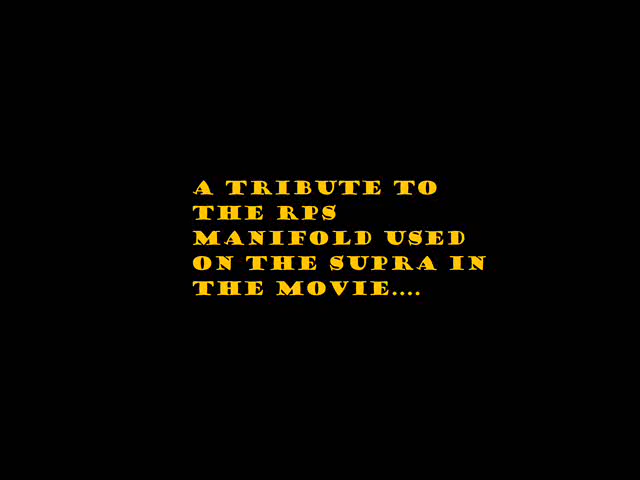 A TRIBUTE TO
THE RPS
MANIFOLD USED
ON THE SUPRA IN
THE MOVIE....